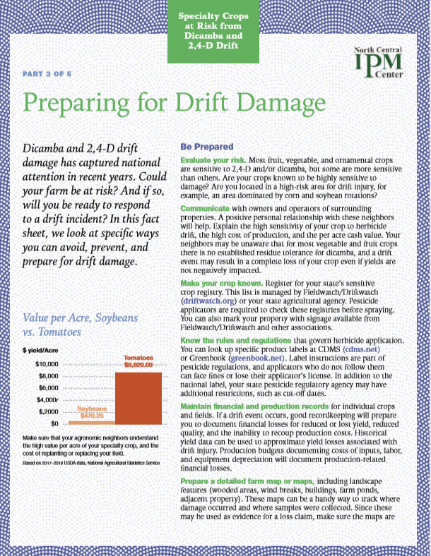 Specialty Crops
at Risk from
Dicamba and
2,4-D Drift
North Central
IPM
Center
PART 3 OF 5
Preparing for Drift Damage
Dicamba and 2,4-D drift
damage has captured national
attention in recent years. Could
your farm be at risk? And if so,
will you be ready to respond
to a drift incident? In this fact
sheet, we look at specific ways
you can avoid, prevent, and
prepare for drift damage.
Value per Acre, Soybeans
vs. Tomatoes
$ yield/Acre
$10,000
$8,000
$6,000
$4,000
$2,0000
$0
Soybeans
$476.25
Tomatoes
$8,820.00
Make sure that your agronomic neighbors understand
the high value per acre of your specialty crop, and the
cost of replanting or replacing your field.
Based on 2017-2018 USDA data, National Agricultural Statistics Service
Be Prepared
Evaluate your risk. Most fruit, vegetable, and ornamental crops
are sensitive to 2,4-D and/or dicamba, but some are more sensitive
than others. Are your crops known to be highly sensitive to
damage? Are you located in a high-risk area for drift injury, for
example, an area dominated by corn and soybean rotations?
Communicate with owners and operators of surrounding
properties. A positive personal relationship with these neighbors
will help. Explain the high sensitivity of your crop to herbicide
drift, the high cost of production, and the per acre cash value. Your
neighbors may be unaware that for most vegetable and fruit crops
there is no established residue tolerance for dicamba, and a drift
event may result in a complete loss of your crop even if yields are
not negatively impacted.
Make your crop known. Register for your state's sensitive
crop registry. This list is managed by Fieldwatch/Driftwatch
(driftwatch.org) or your state agricultural agency. Pesticide
applicators are required to check these registries before spraying.
You can also mark your property with signage available from
Fieldwatch/Driftwatch and other associations.
Know the rules and regulations that govern herbicide application.
You can look up specific product labels at CDMS (cdms.net)
or Greenbook (greenbook.net). Label instructions are part of
pesticide regulations, and applicators who do not follow them
can face fines or lose their applicator's license. In addition to the
national label, your state pesticide regulatory agency may have
additional restrictions, such as cut-off dates.
Maintain financial and production records for individual crops
and fields. If a drift event occurs, good recordkeeping will prepare
you to document financial losses for reduced or lost yield, reduced
quality, and the inability to recoup production costs. Historical
yield data can be used to approximate yield losses associated with
drift injury. Production budgets documenting costs of inputs, labor,
and equipment depreciation will document production-related
financial losses.
Prepare a detailed farm map or maps, including landscape
features (wooded areas, wind breaks, buildings, farm ponds,
adjacent property). These maps can be a handy way to track where
damage occurred and where samples were collected. Since these
may be used as evidence for a loss claim, make sure the maps are